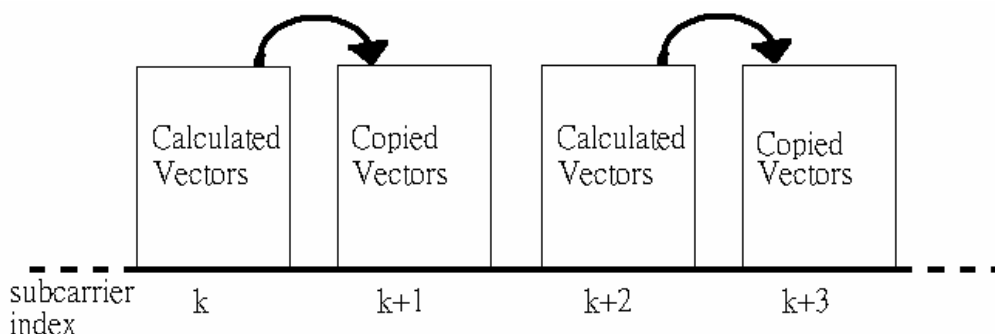 Calculated
Vectors
Copied
Vectors
Calculated
Vectors
Copied
Vectors
subcarrier
index
k
k+1
k+2
k+3